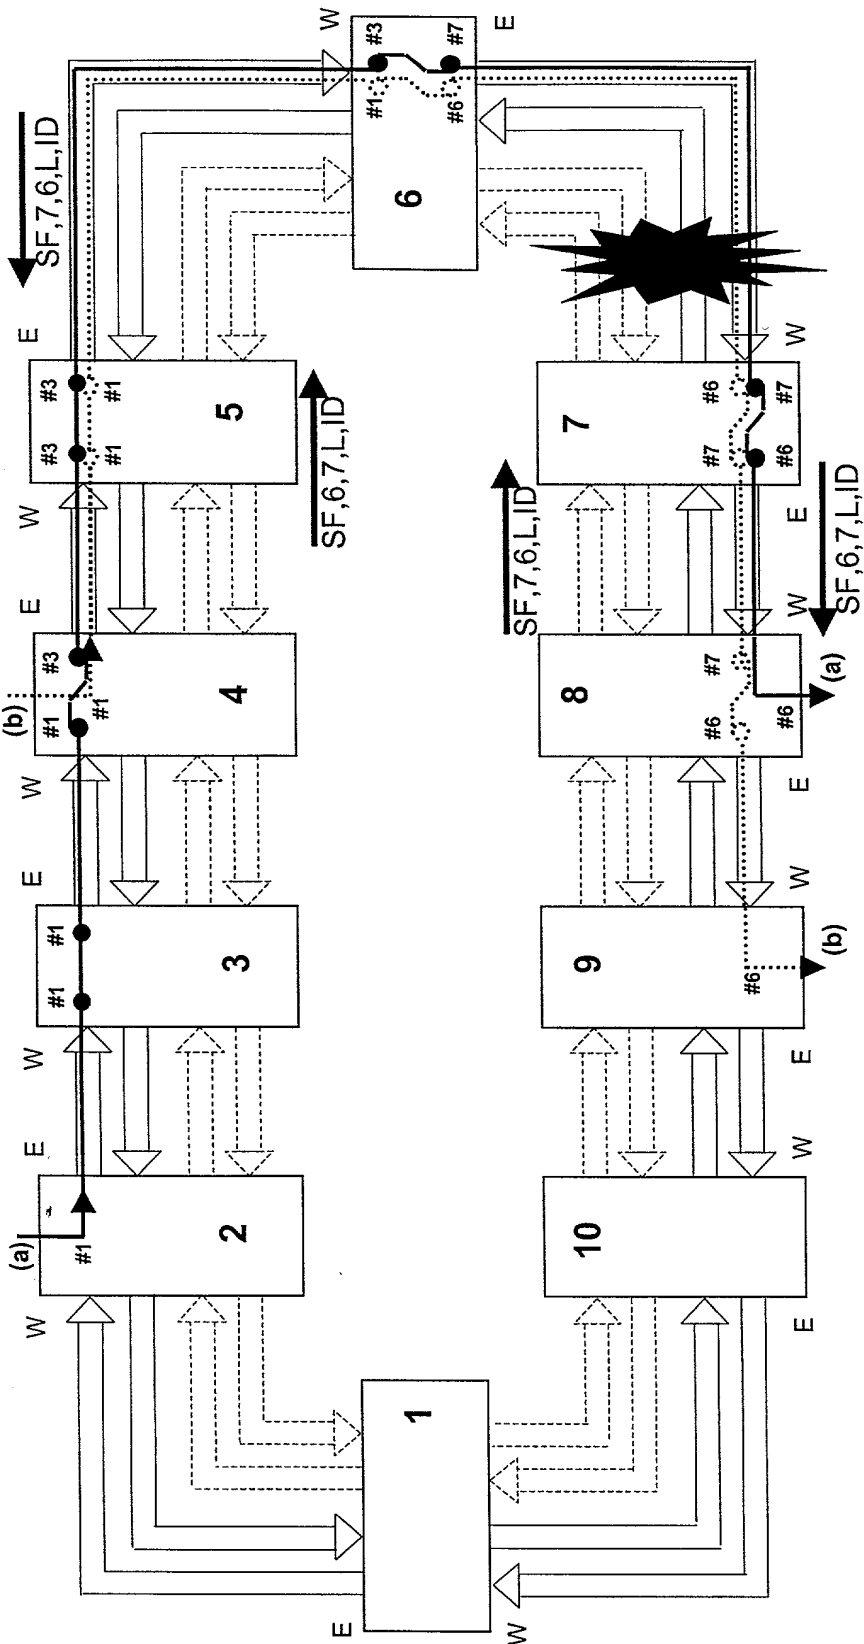 W
E
#3
#7
#1
#6
6
SF,7,6,L,ID
E
W
#3
#3
#1
#1
5
W
SF,6,7,L,ID
#6
#7
#7
#6
7
E
SF,7,6,L,ID
SF,6,7,L,ID
E
W
(b)
#1
#3
#1
4
W
#7
#6
#6
8
(a)
E
E
W
#1
#1
3
W
9
#6
(b)
E
E
W
(a)
#1
2
W
10
E
1
E
W